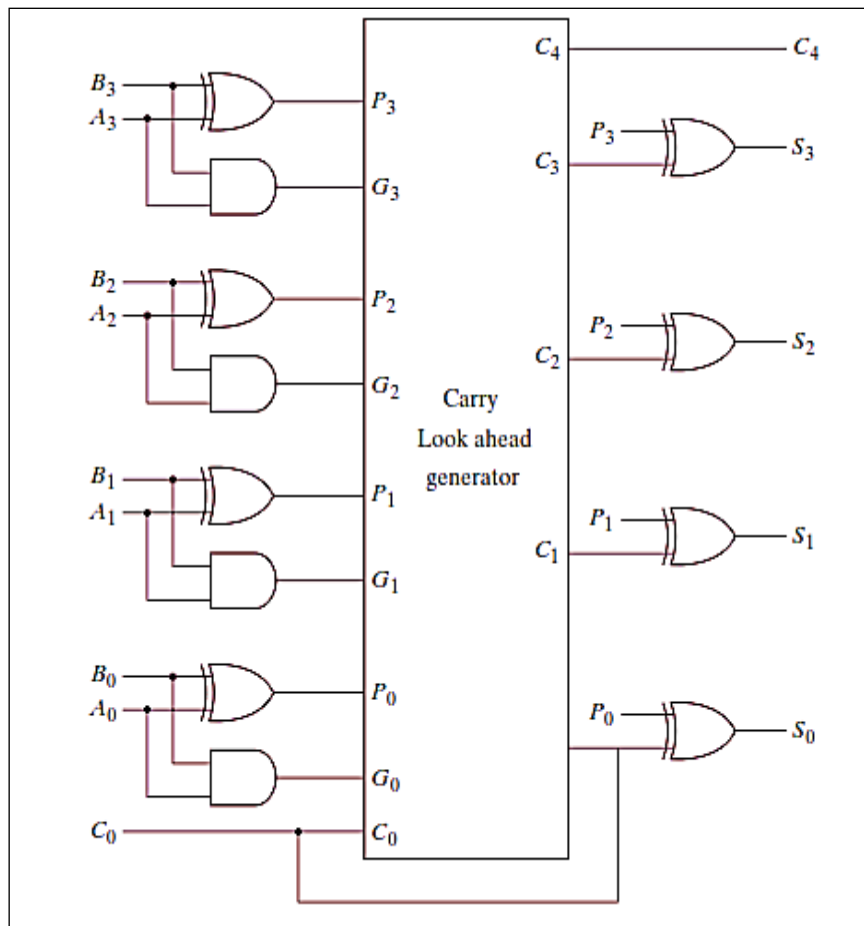 B3
A3
P3
G3
B2
A2
P2
G2
B1
A1
P1
G1
B0
A0
P0
G0
C0
C0
Carry
Look ahead
generator
C4
C4
P3
C3
S3
P2
C2
S2
P1
C1
S1
P0
S0